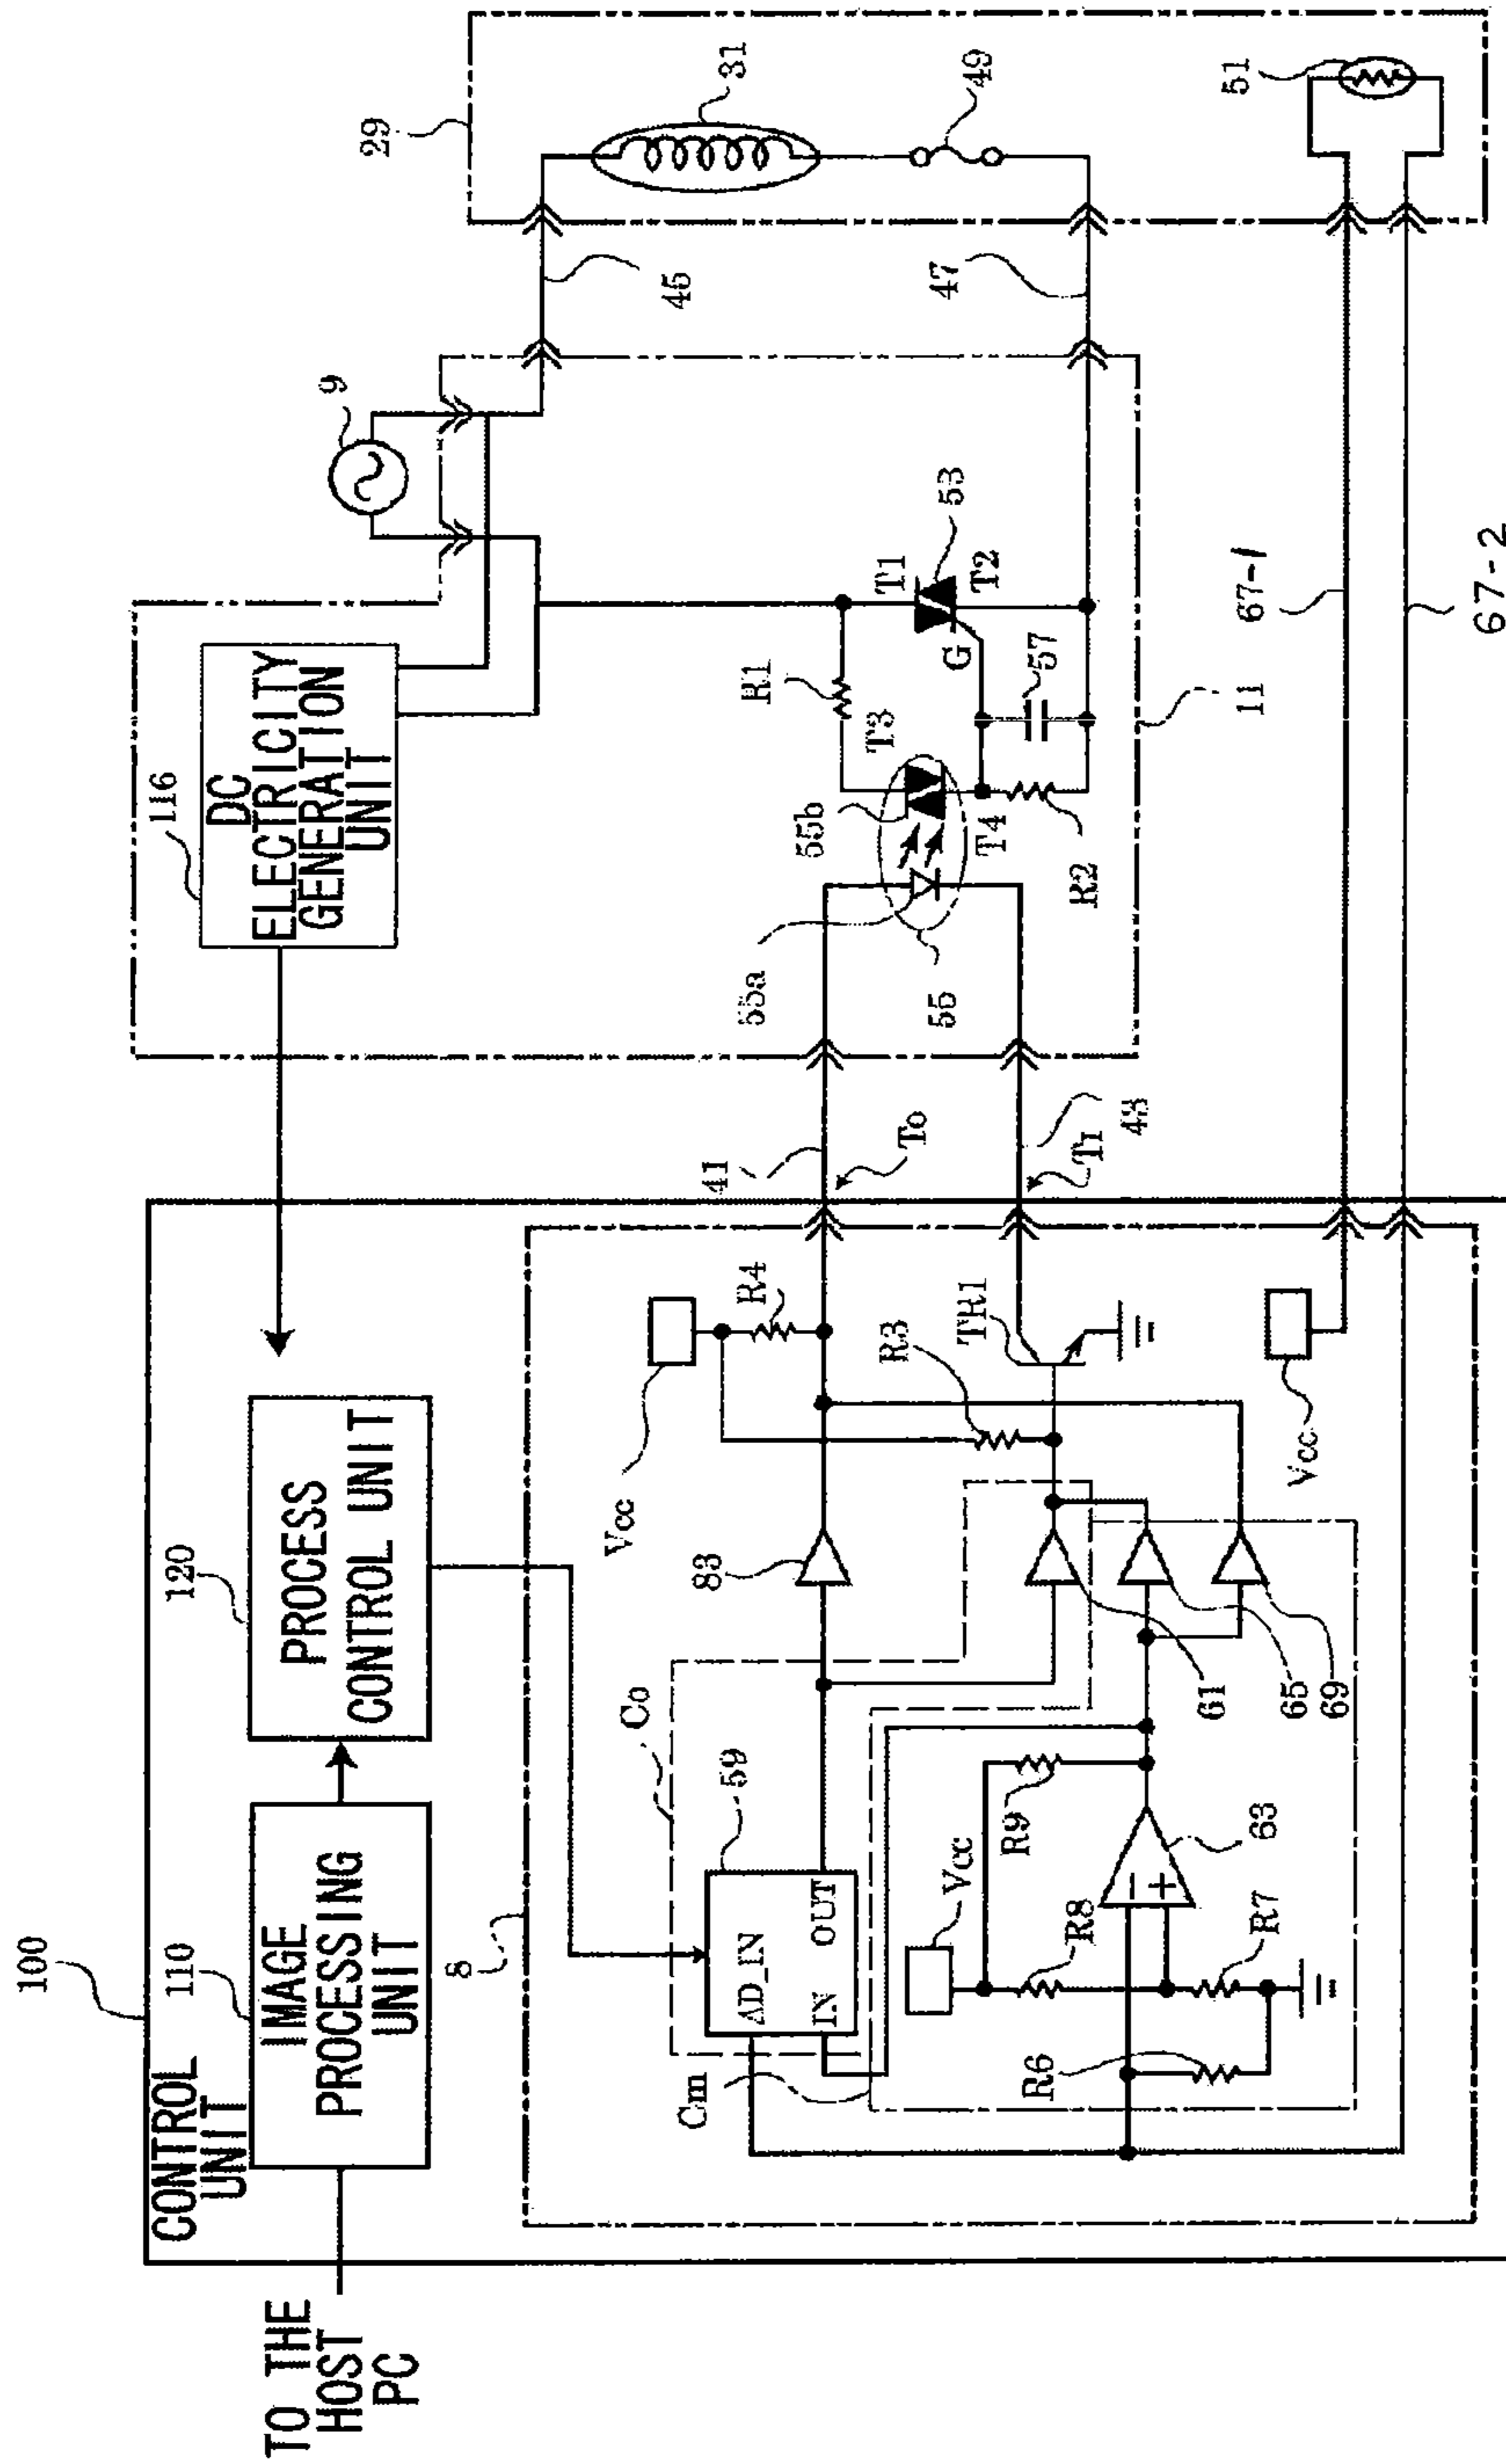 TO THE
HOST
PC
CONTROL
UNIT
100
110
IMAGE
PROCESSING
UNIT
120
PROCESS
CONTROL UNIT
116
DC
ELECTRICITY
GENERATION
UNIT
9
29
31
49
51
45
47
8
Co
59
AD_IN
IN
OUT
Cm
83
Vcc
R4
R3
TR1
41
To
43
T1
55a
55
55b
T3
T4
R1
R2
T1
T2
G
53
57
11
67-1
67-2
Vcc
R8
R9
R6
R7
63
61
65
69
Vcc